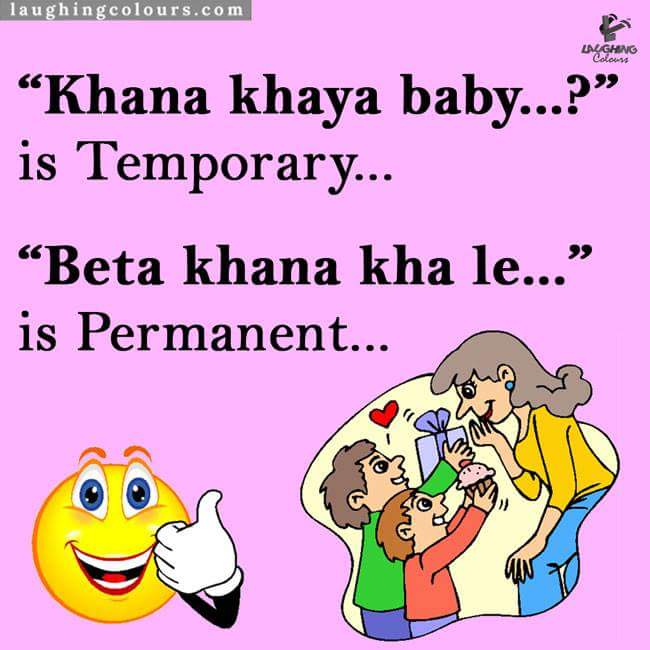 laughingcolours.com
LAUGHING
Colours
“Khana khaya baby...?”
is Temporary...
“Beta khana kha le...”
is Permanent...